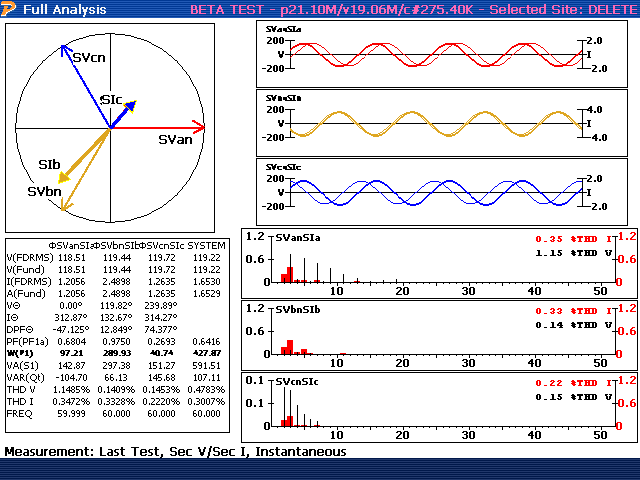 Full Analysis BETA TEST - p21.10M/v19.06M/c#275.40K - Selected Site: DELETE
SVcn
SIc
SVan
SIb
SVbn
SVanSIa
V 200 200
2.0 I 2.0
SVbnSIb
V 200 200
4.0 I 4.0
SVcnSIc
V 200 200
2.0 I 2.0
ΦSVanSIa ΦSVbnSIb ΦSVcnSIc SYSTEM
V(FDRMS) 118.51 119.44 119.72 119.22
V(Fund) 118.51 119.44 119.72 119.22
I(FDRMS) 1.2056 2.4898 1.2635 1.6530
A(Fund) 1.2056 2.4898 1.2635 1.6529
VΘ 0.00° 119.82° 239.89°
IΘ 312.87° 132.67° 314.27°
DPFΘ -47.125° 12.849° 74.377°
PF(PF1a) 0.6804 0.9750 0.2693 0.6416
W(P1) 97.21 289.93 40.74 427.87
VA(S1) 142.87 297.38 151.27 591.51
VAR(Qt) -104.70 66.13 145.68 107.11
THD V 1.1485% 0.1409% 0.1453% 0.4783%
THD I 0.3472% 0.3328% 0.2220% 0.3007%
FREQ 59.999 60.000 60.000 60.000
1.2 SVanSIa 0.35 %THD I 1.2
1.15 %THD V
0.6 0.6
0 0
10 20 30 40 50
1.2 SVbnSIb 0.33 %THD I 1.2
0.14 %THD V
0.6 0.6
0 0
10 20 30 40 50
0.1 SVcnSIc 0.22 %THD I 1.2
0.15 %THD V
0.1 0.6
0 0
10 20 30 40 50
Measurement: Last Test, Sec V/Sec I, Instantaneous